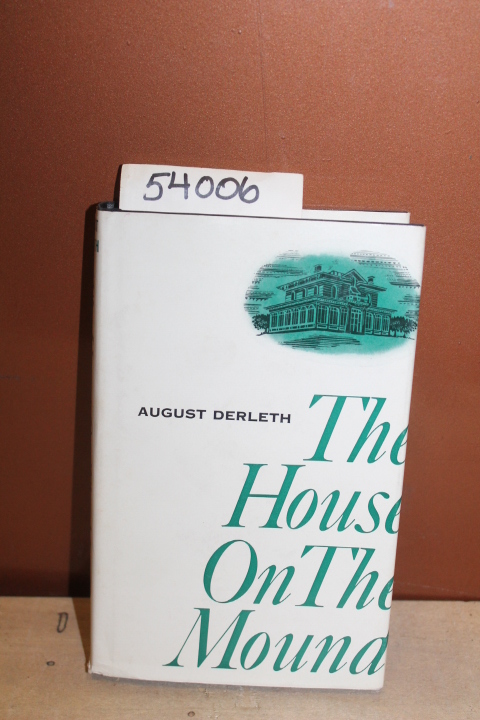 54006
AUGUST DERLETH
The
House
On The
Mound